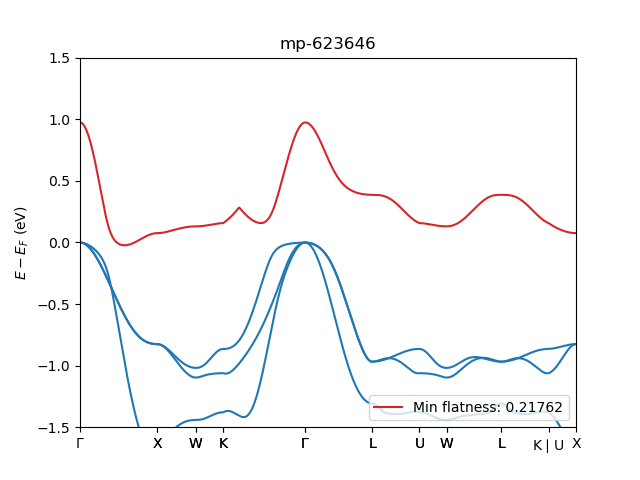 mp-623646
E − E_F (eV)
1.5
1.0
0.5
0.0
−0.5
−1.0
−1.5
Min flatness: 0.21762
Γ X W K Γ L U W L K | U X